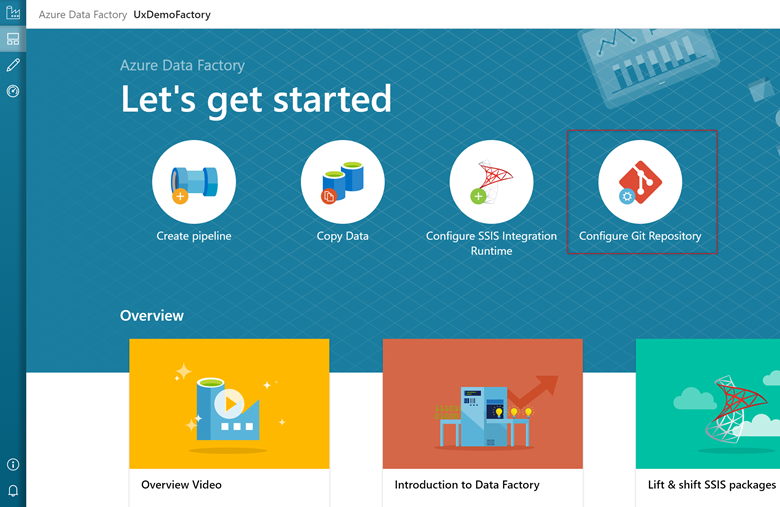 Azure Data Factory UxDemoFactory
Azure Data Factory
Let's get started
Create pipeline
Copy Data
Configure SSIS Integration
Runtime
Configure Git Repository
Overview
Overview Video
Introduction to Data Factory
Lift & shift SSIS packages